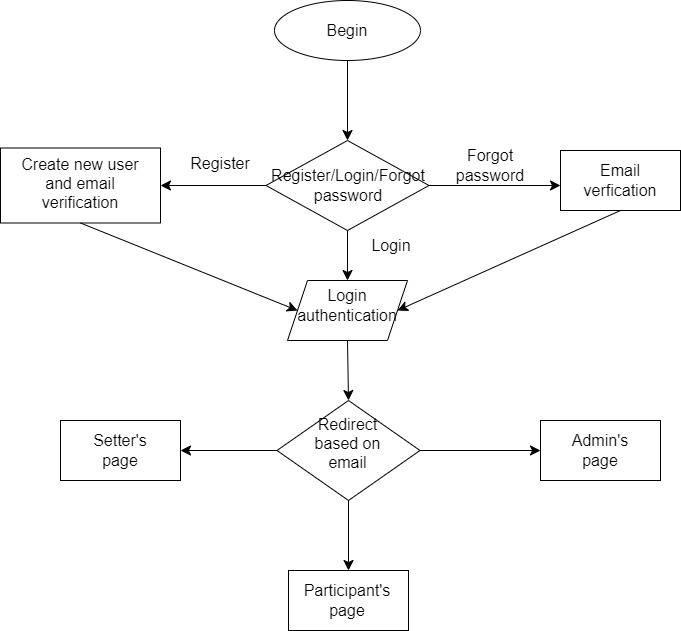 Begin
Register
Forgot
password
Create new user
and email
verification
Register/Login/Forgot
password
Email
verfication
Login
Login
authentication
Redirect
based on
email
Setter's
page
Admin's
page
Participant's
page